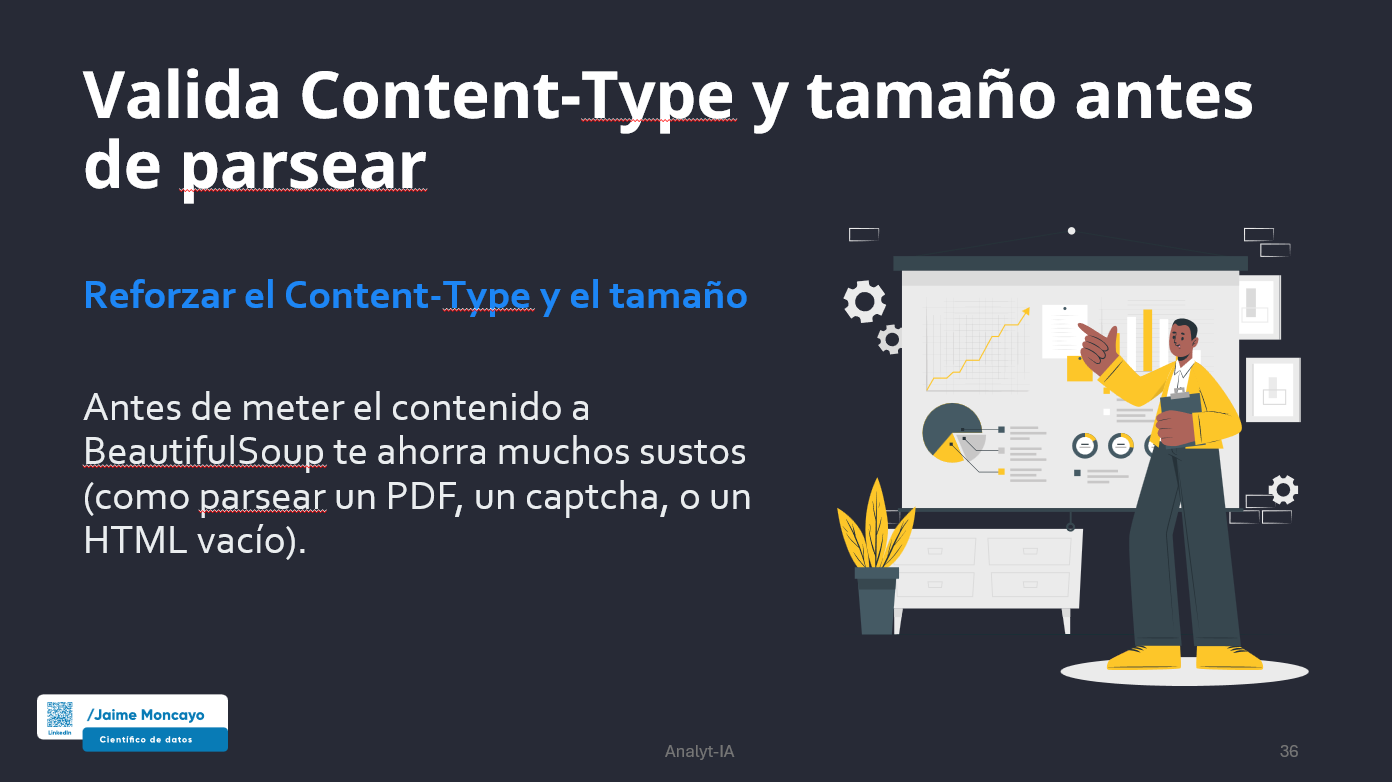 Valida Content-Type y tamaño antes
de parsear
Reforzar el Content-Type y el tamaño
Antes de meter el contenido a
BeautifulSoup te ahorra muchos sustos
(como parsear un PDF, un captcha, o un
HTML vacío).
/Jaime Moncayo
LinkedIn
Científico de datos
Analyt-IA
36